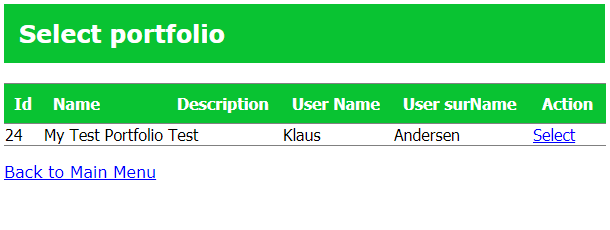 Select portfolio
Id Name Description User Name User surName Action
24 My Test Portfolio Test Klaus Andersen Select
Back to Main Menu